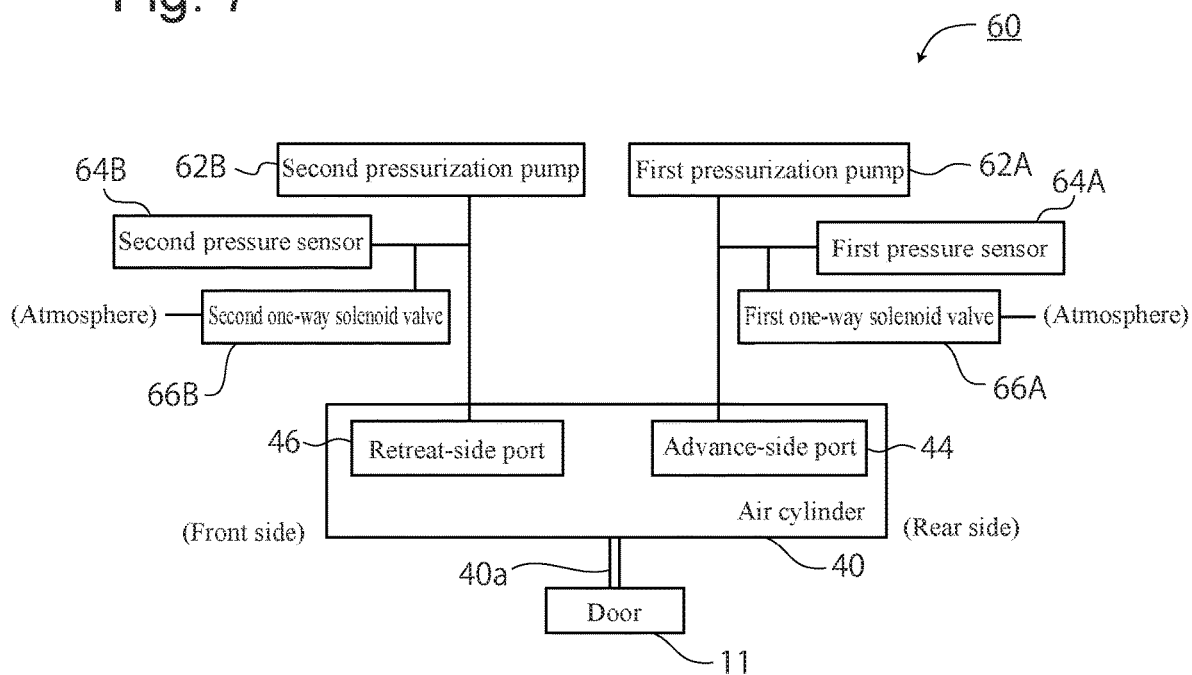 60
62B
Second pressurization pump
First pressurization pump
62A
64B
64A
Second pressure sensor
First pressure sensor
(Atmosphere)
Second one-way solenoid valve
First one-way solenoid valve
(Atmosphere)
66B
66A
46
Retreat-side port
Advance-side port
44
Air cylinder
(Front side)
(Rear side)
40a
40
Door
11